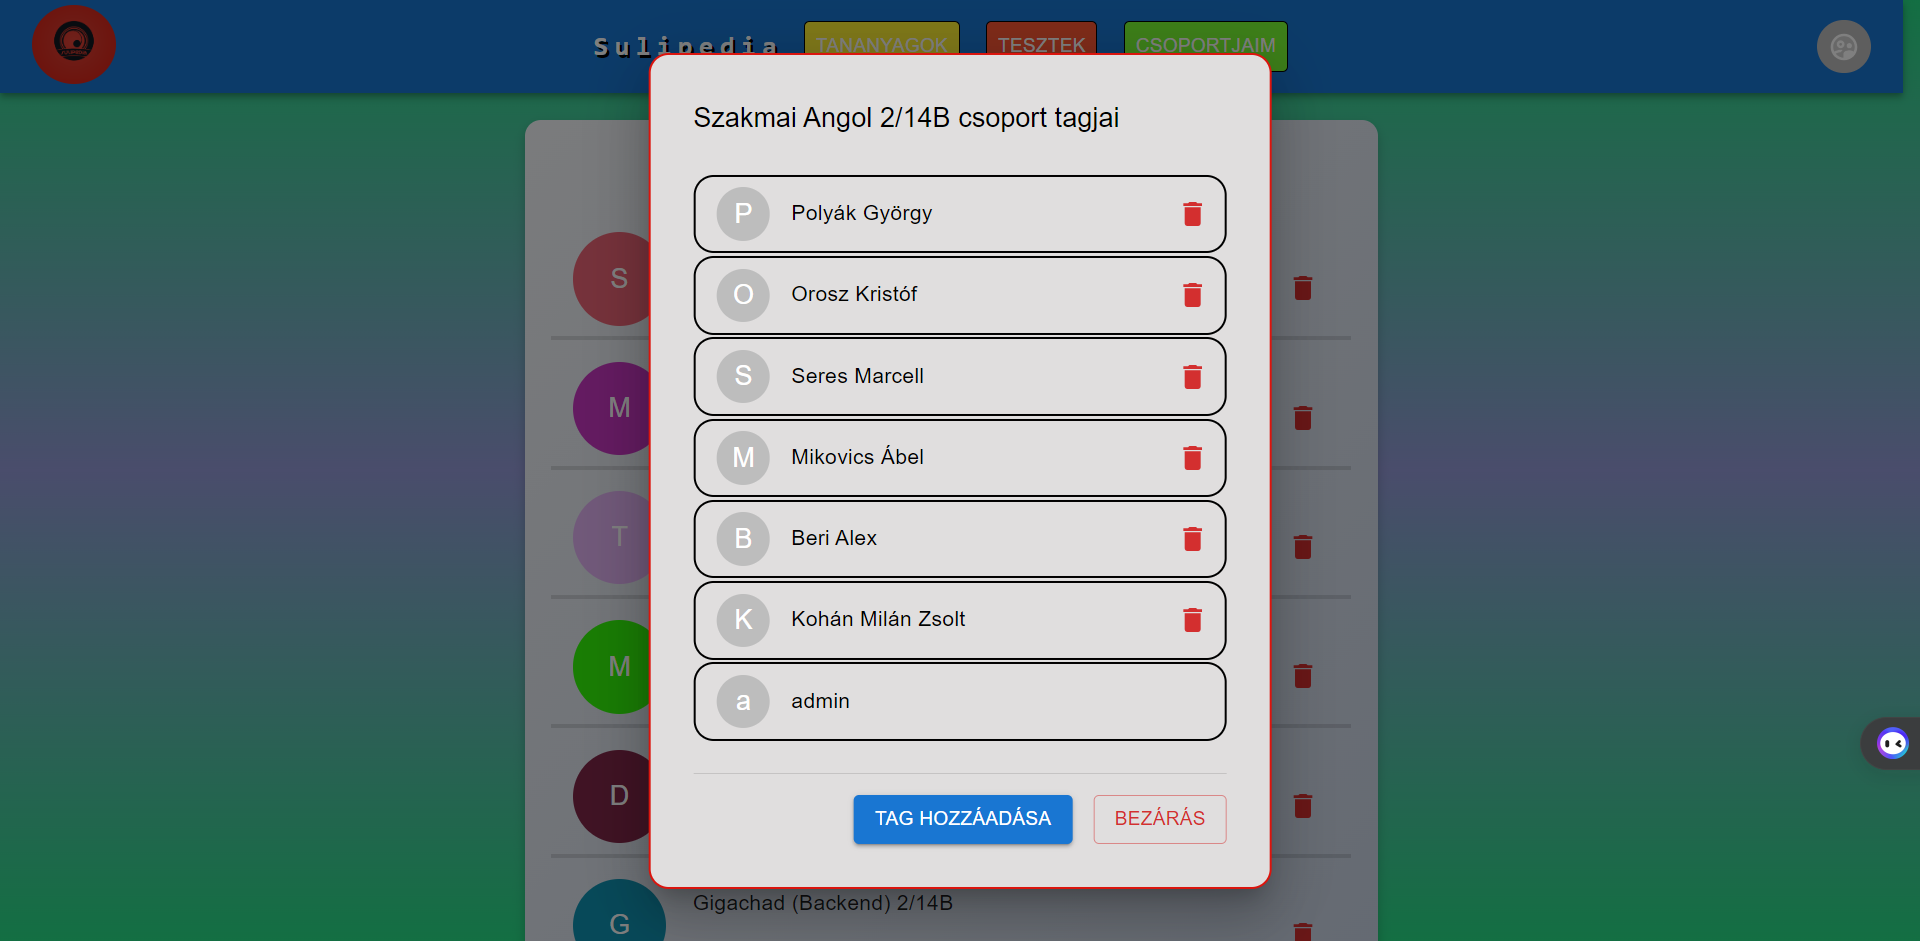 Sulipedia
TANANYAGOK
TESZTEK
CSOPORTJAIM
Szakmai Angol 2/14B csoport tagjai
P
Polyák György
O
Orosz Kristóf
S
Seres Marcell
M
Mikovics Ábel
B
Beri Alex
K
Kohán Milán Zsolt
a
admin
TAG HOZZÁADÁSA
BEZÁRÁS
S
M
T
M
D
G
Gigachad (Backend) 2/14B